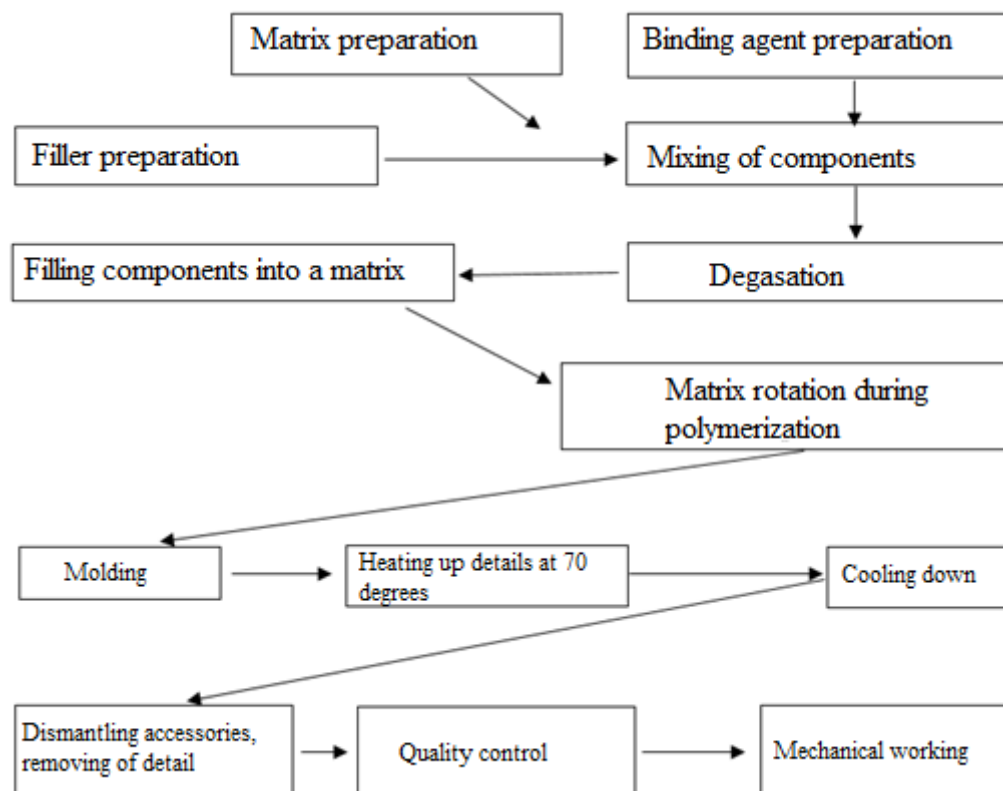 Matrix preparation
Binding agent preparation
Filler preparation
Mixing of components
Filling components into a matrix
Degasation
Matrix rotation during
polymerization
Molding
Heating up details at 70
degrees
Cooling down
Dismantling accessories,
removing of detail
Quality control
Mechanical working